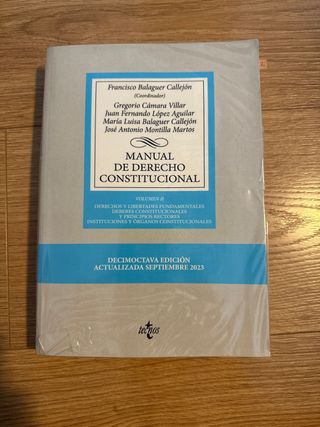 Francisco Balaguer Callejón
(Coordinador)
Gregorio Cámara Villar
Juan Fernando López Aguilar
María Luisa Balaguer Callejón
José Antonio Montilla Martos
MANUAL
DE DERECHO
CONSTITUCIONAL
VOLUMEN II
DERECHOS Y LIBERTADES FUNDAMENTALES
DEBERES CONSTITUCIONALES
Y PRINCIPIOS RECTORES
INSTITUCIONES Y ÓRGANOS CONSTITUCIONALES
DECIMOCTAVA EDICIÓN
ACTUALIZADA SEPTIEMBRE 2023
tecnos